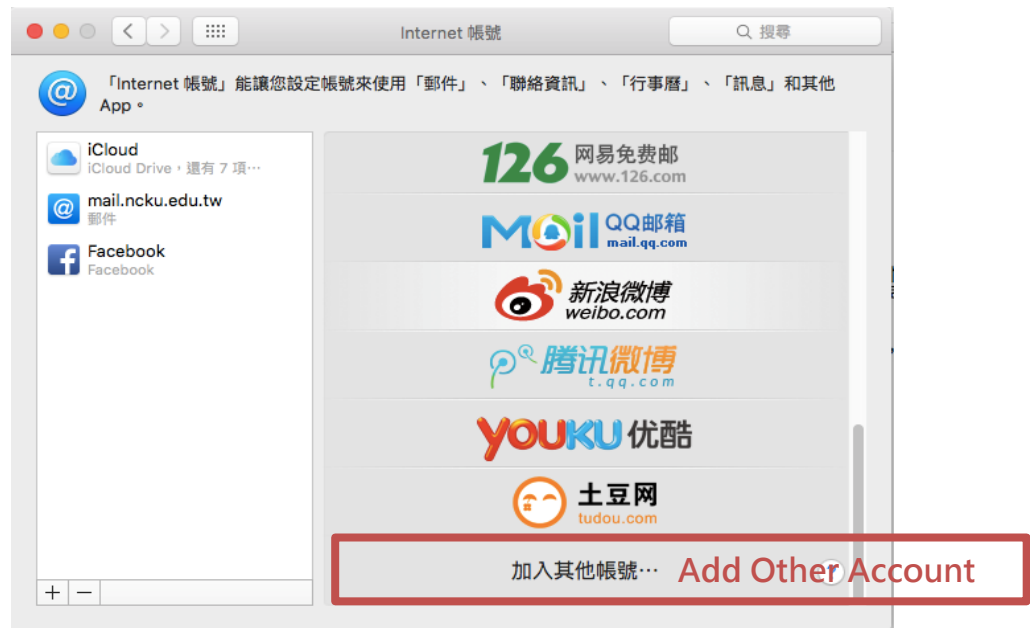 Internet 帳號
搜尋
「Internet 帳號」能讓您設定帳號來使用「郵件」、「聯絡資訊」、「行事曆」、「訊息」和其他
App。
iCloud
iCloud Drive，還有 7 項…
mail.ncku.edu.tw
郵件
Facebook
Facebook
126 网易免费邮
www.126.com
Mail QQ邮箱
mail.qq.com
新浪微博
weibo.com
腾讯微博
t.qq.com
YOUKU 优酷
土豆网
tudou.com
加入其他帳號… Add Other Account